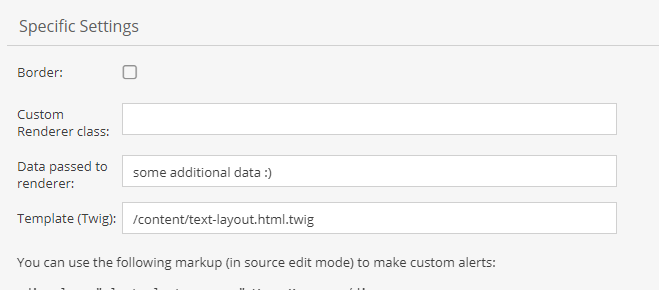 Specific Settings
Border:
Custom
Renderer class:
Data passed to
renderer:
some additional data :)
Template (Twig):
/content/text-layout.html.twig
You can use the following markup (in source edit mode) to make custom alerts: